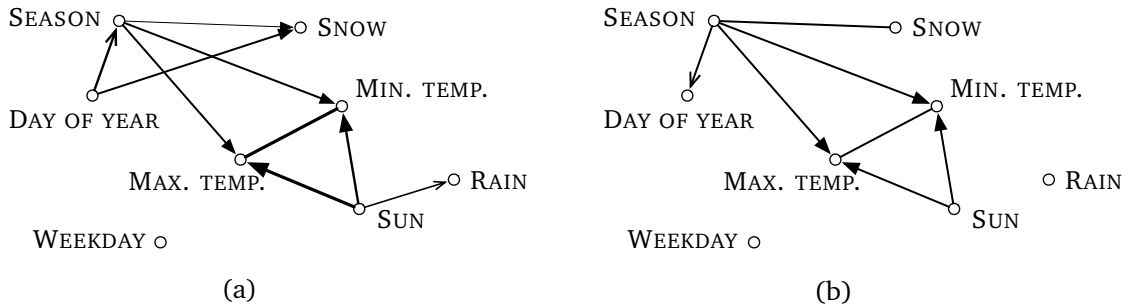 SEASON
SNOW
MIN. TEMP.
DAY OF YEAR
MAX. TEMP.
RAIN
SUN
WEEKDAY
(a)
SEASON
SNOW
MIN. TEMP.
DAY OF YEAR
MAX. TEMP.
RAIN
SUN
WEEKDAY
(b)